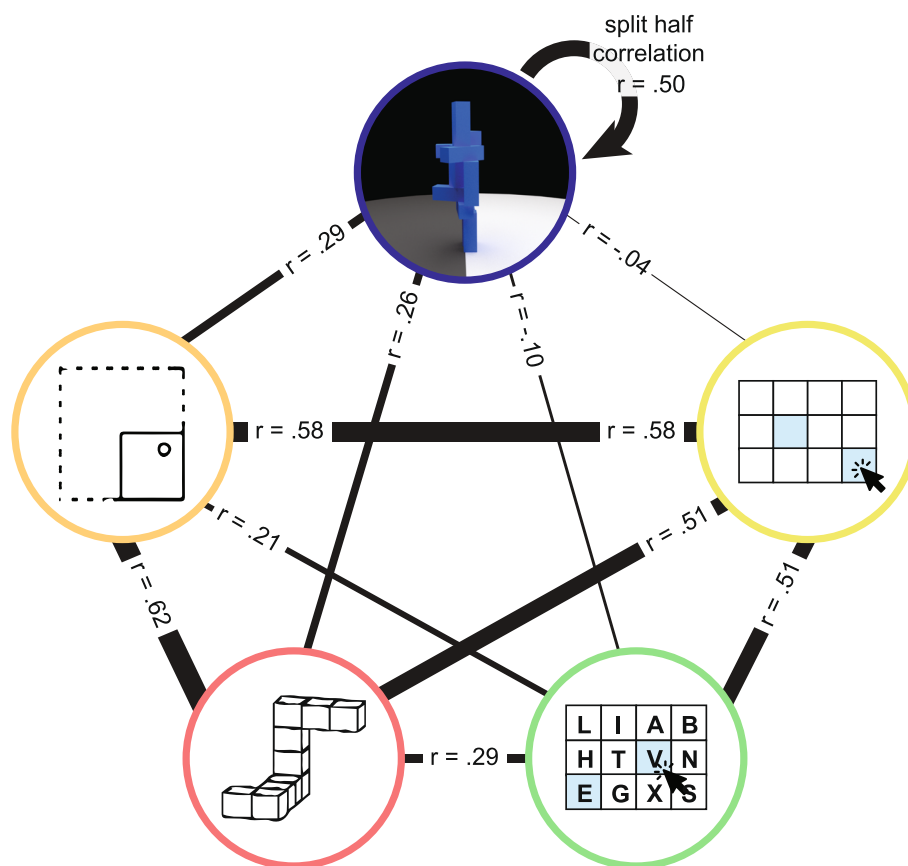 split half
correlation
r = .50
r = .29
r = .26
r = -.10
r = -.04
r = .58
r = .58
r = .21
r = .51
r = .62
r = .51
r = .29
L I A B
H T V N
E G X S